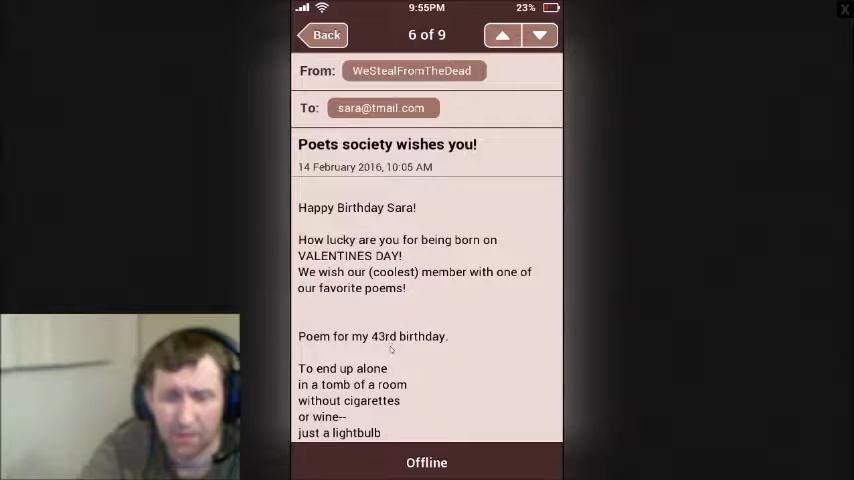 9:55PM
23%
Back
6 of 9
From: WeStealFromTheDead
To: sara@tmail.com
Poets society wishes you!
14 February 2016, 10:05 AM
Happy Birthday Sara!
How lucky are you for being born on
VALENTINES DAY!
We wish our (coolest) member with one of
our favorite poems!
Poem for my 43rd birthday.
To end up alone
in a tomb of a room
without cigarettes
or wine--
just a lightbulb
Offline
X